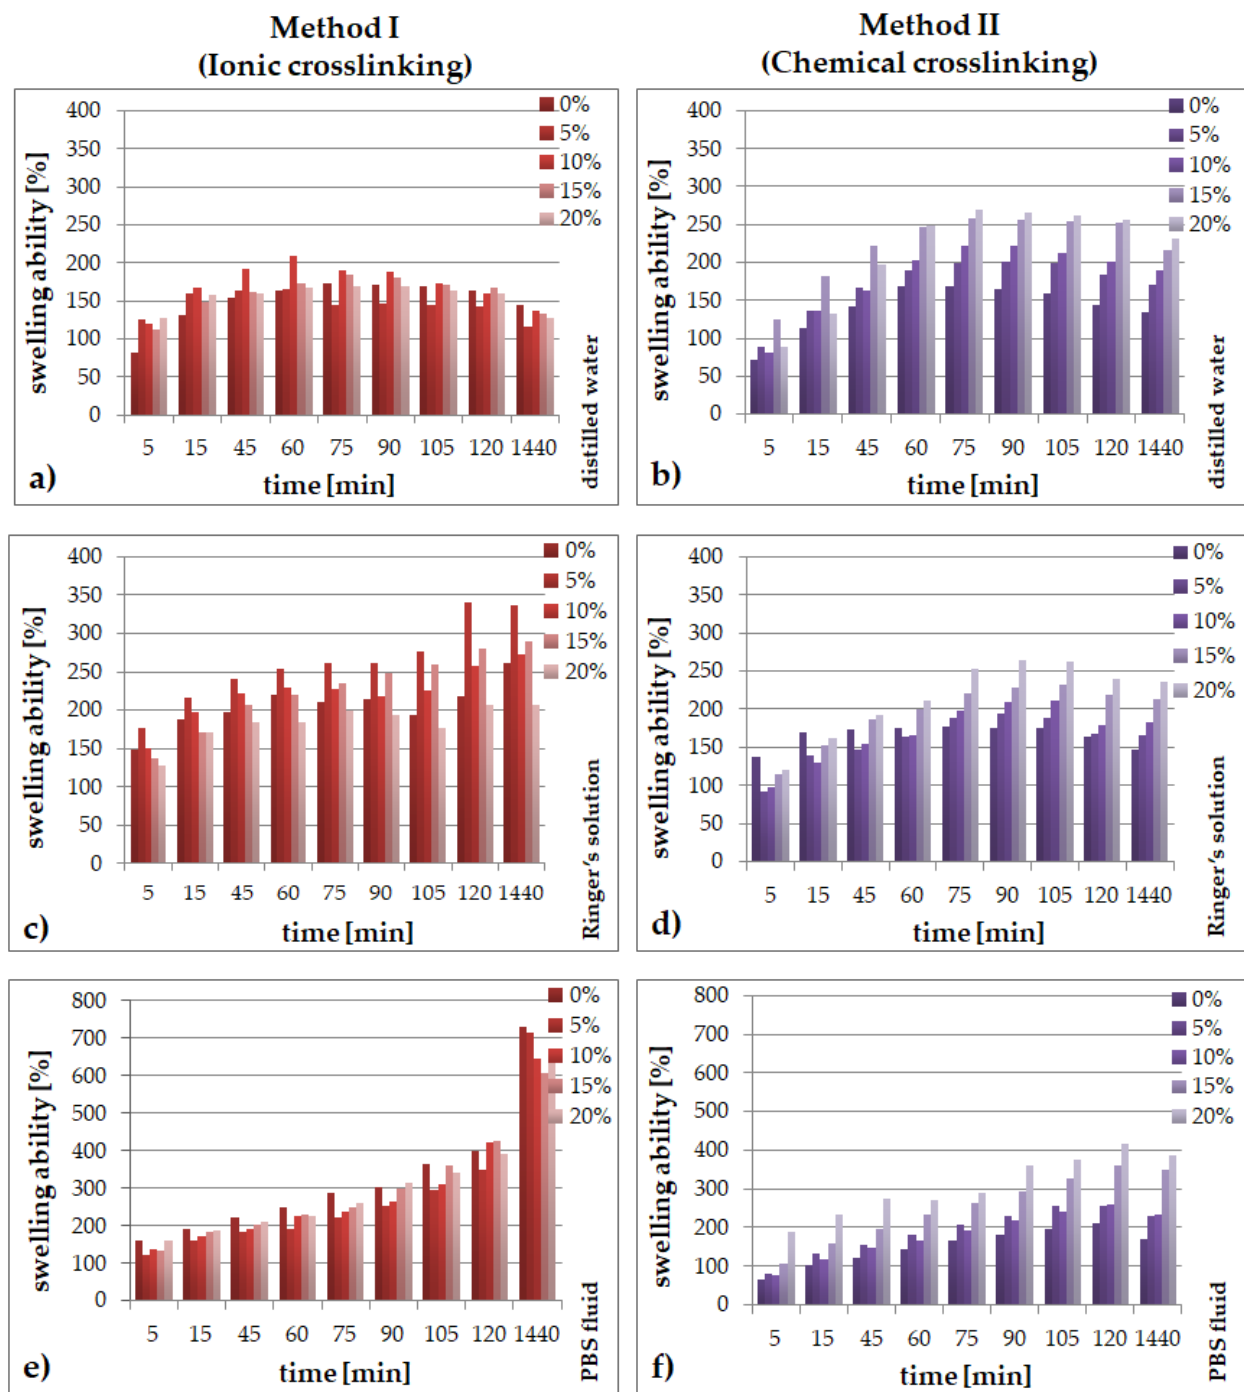 Method I
(Ionic crosslinking)
Method II
(Chemical crosslinking)
swelling ability [%]
400
350
300
250
200
150
100
50
0
0%
5%
10%
15%
20%
5 15 45 60 75 90 105 120 1440
time [min]
distilled water
a)
swelling ability [%]
400
350
300
250
200
150
100
50
0
0%
5%
10%
15%
20%
5 15 45 60 75 90 105 120 1440
time [min]
distilled water
b)
swelling ability [%]
400
350
300
250
200
150
100
50
0
0%
5%
10%
15%
20%
5 15 45 60 75 90 105 120 1440
time [min]
Ringer's solution
c)
swelling ability [%]
400
350
300
250
200
150
100
50
0
0%
5%
10%
15%
20%
5 15 45 60 75 90 105 120 1440
time [min]
Ringer's solution
d)
swelling ability [%]
800
700
600
500
400
300
200
100
0
0%
5%
10%
15%
20%
5 15 45 60 75 90 105 120 1440
time [min]
PBS fluid
e)
swelling ability [%]
800
700
600
500
400
300
200
100
0
0%
5%
10%
15%
20%
5 15 45 60 75 90 105 120 1440
time [min]
PBS fluid
f)